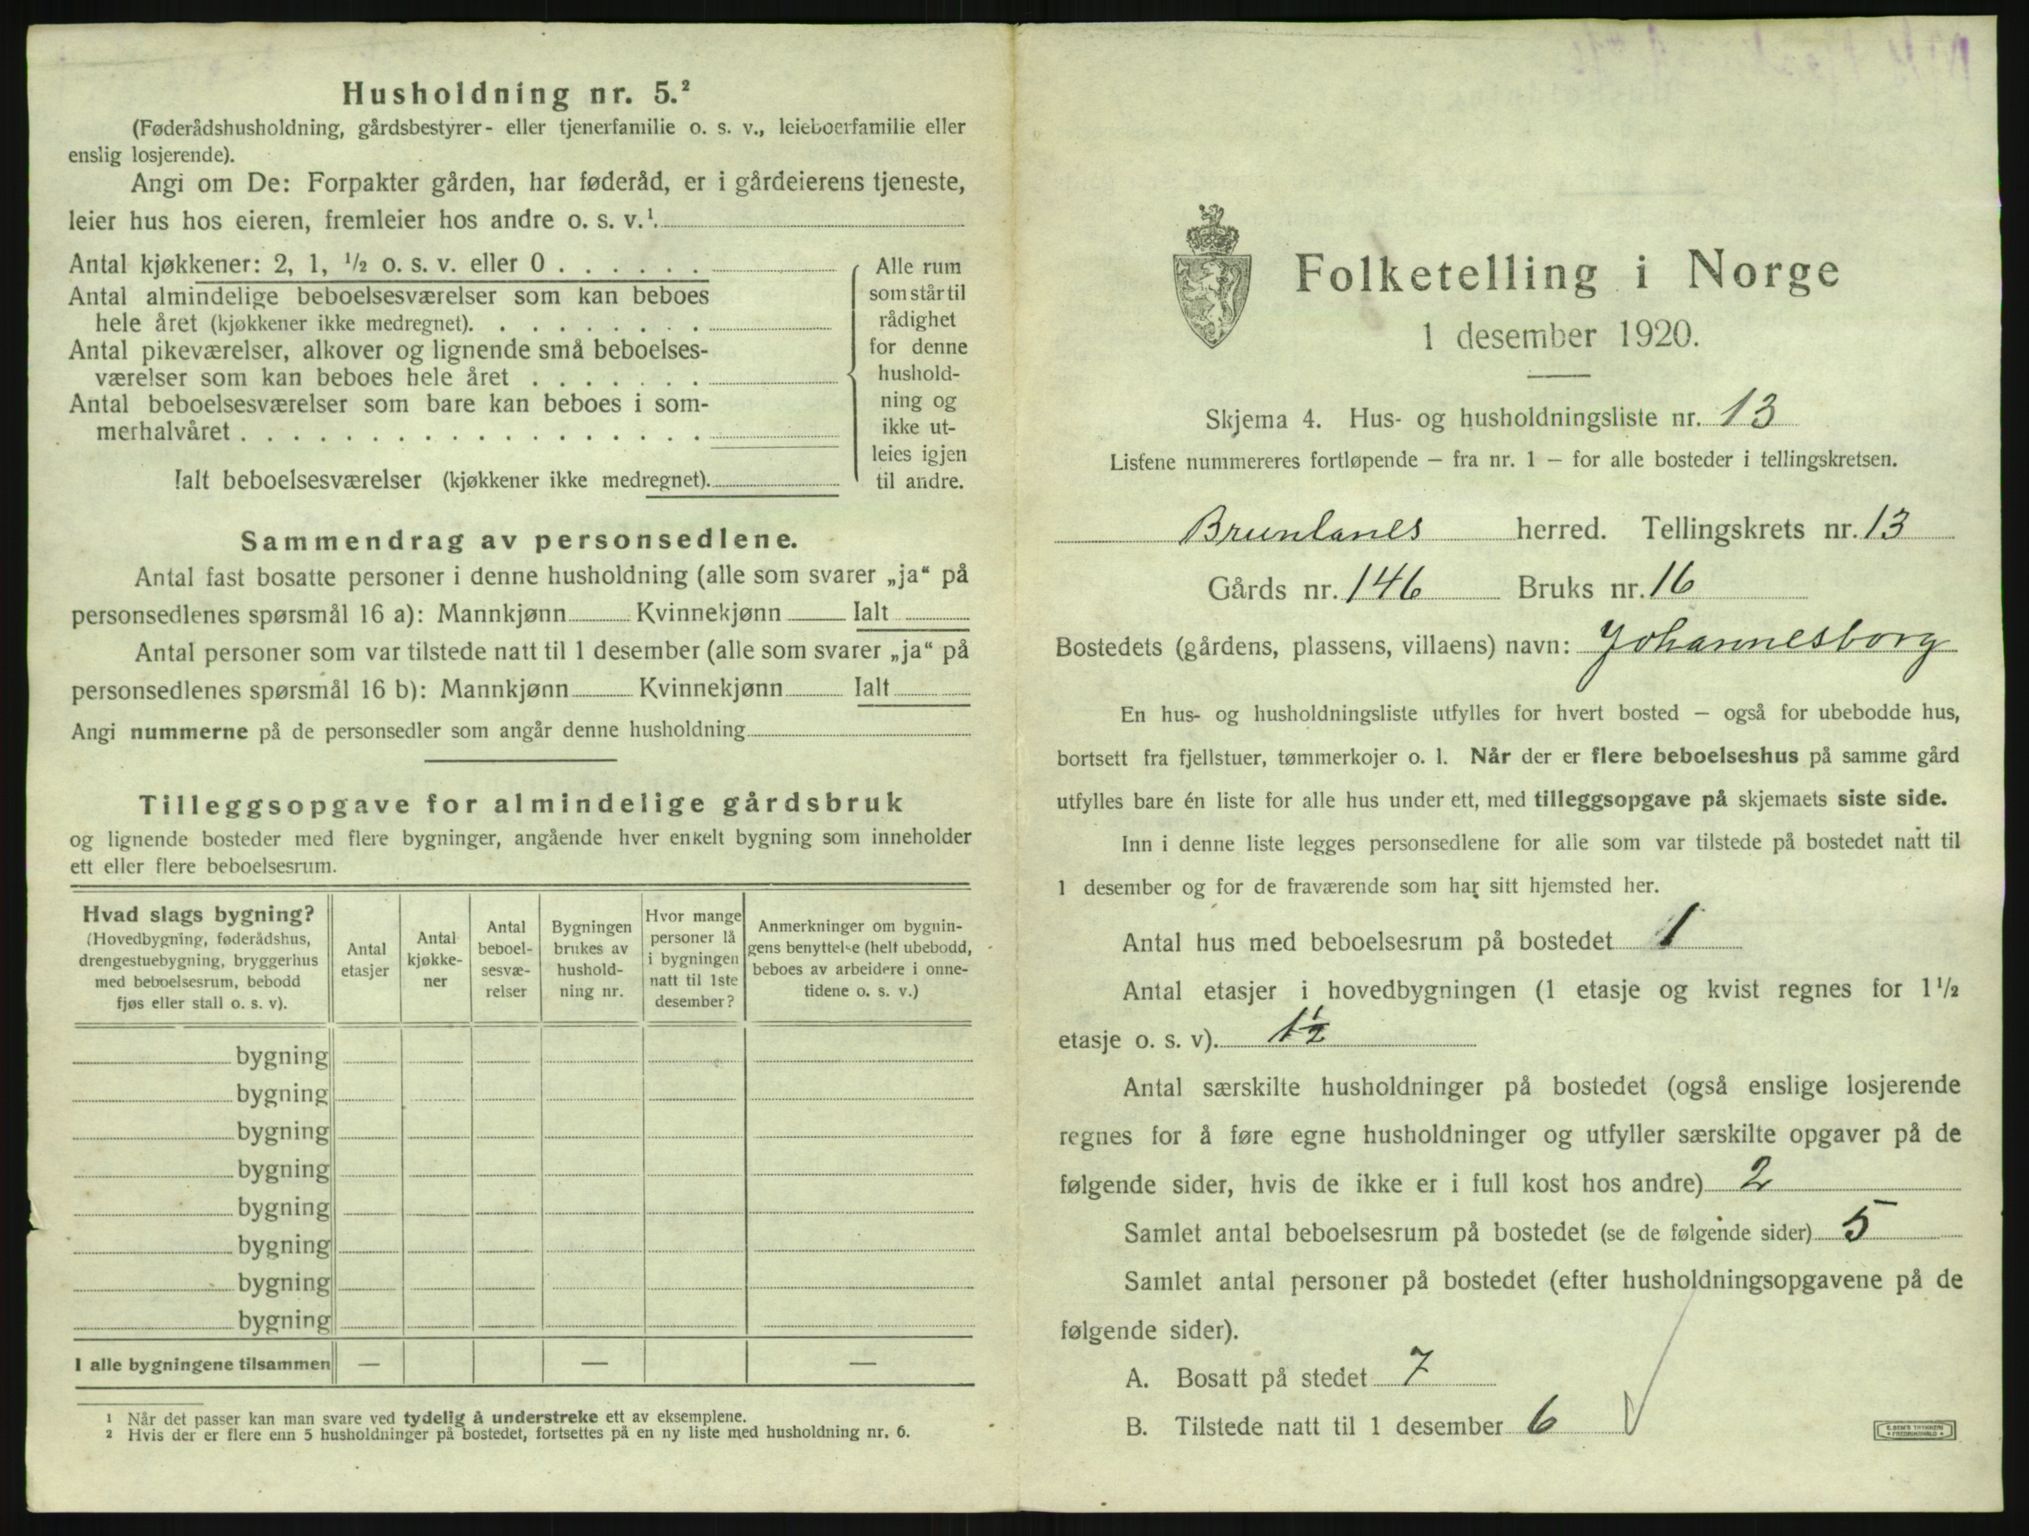 Husholdning nr. 5.²
(Føderådshusholdning, gårdsbestyrer- eller tjenerfamilie o. s. v., leieboerfamilie eller
enslig losjerende).
Angi om De: Forpakter gården, har føderåd, er i gårdeierens tjeneste,
leier hus hos eieren, fremleier hos andre o. s. v.¹.
Antal kjøkkener: 2, 1, ½ o. s. v. eller 0 . . . . . .
Antal almindelige beboelsesværelser som kan beboes
hele året (kjøkkener ikke medregnet). . . . . . . . .
Antal pikeværelser, alkover og lignende små beboelses-
værelser som kan beboes hele året . . . . . . .
Antal beboelsesværelser som bare kan beboes i som-
merhalvåret . . . . . . . . . . . . . . . . . .
Ialt beboelsesværelser (kjøkkener ikke medregnet).
Alle rum
som står til
rådighet
for denne
hushold-
ning og
ikke ut-
leies igjen
til andre.
Sammendrag av personsedlene.
Antal fast bosatte personer i denne husholdning (alle som svarer „ja“ på
personsedlenes spørsmål 16 a): Mannkjønn Kvinnekjønn Ialt
Antal personer som var tilstede natt til 1 desember (alle som svarer „ja“ på
personsedlenes spørsmål 16 b): Mannkjønn Kvinnekjønn Ialt
Angi nummerne på de personsedler som angår denne husholdning
Tilleggsopgave for almindelige gårdsbruk
og lignende bosteder med flere bygninger, angående hver enkelt bygning som inneholder
ett eller flere beboelsesrum.
Hvad slags bygning?
(Hovedbygning, føderådshus,
drengestuebygning, bryggerhus
med beboelsesrum, bebodd
fjøs eller stall o. s. v).
Antal
etasjer
Antal
kjøkke-
ner
Antal
beboel-
sesvæ-
relser
Bygningen
brukes av
hushold-
ning nr.
Hvor mange
personer lå
i bygningen
natt til 1ste
desember?
Anmerkninger om bygnin-
gens benyttelse (helt ubebodd,
beboes av arbeidere i onne-
tidene o. s. v.)
bygning
bygning
bygning
bygning
bygning
bygning
bygning
bygning
I alle bygningene tilsammen — — —
¹ Når det passer kan man svare ved tydelig å understreke ett av eksemplene.
² Hvis der er flere enn 5 husholdninger på bostedet, fortsettes på en ny liste med husholdning nr. 6.
Folketelling i Norge
1 desember 1920.
Skjema 4. Hus- og husholdningsliste nr. 13
Listene nummereres fortløpende — fra nr. 1 — for alle bosteder i tellingskretsen.
Brunlanes herred. Tellingskrets nr. 13
Gårds nr. 146 Bruks nr. 16
Bostedets (gårdens, plassens, villaens) navn: Johannesborg
En hus- og husholdningsliste utfylles for hvert bosted — også for ubebodde hus,
bortsett fra fjellstuer, tømmerkojer o. l. Når der er flere beboelseshus på samme gård
utfylles bare én liste for alle hus under ett, med tilleggsopgave på skjemaets siste side.
Inn i denne liste legges personsedlene for alle som var tilstede på bostedet natt til
1 desember og for de fraværende som har sitt hjemsted her.
Antal hus med beboelsesrum på bostedet 1
Antal etasjer i hovedbygningen (1 etasje og kvist regnes for 1½
etasje o. s. v). 1½
Antal særskilte husholdninger på bostedet (også enslige losjerende
regnes for å føre egne husholdninger og utfyller særskilte opgaver på de
følgende sider, hvis de ikke er i full kost hos andre) 2
Samlet antal beboelsesrum på bostedet (se de følgende sider) 5
Samlet antal personer på bostedet (efter husholdningsopgavene på de
følgende sider).
A. Bosatt på stedet 7
B. Tilstede natt til 1 desember 6